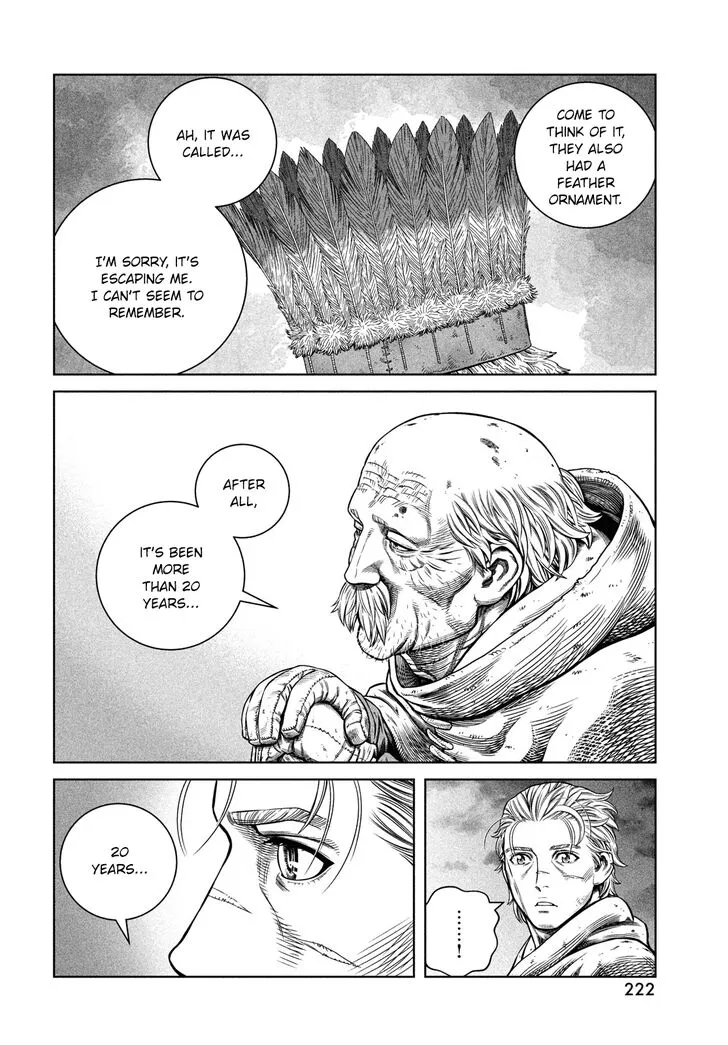 COME TO
THINK OF IT,
THEY ALSO
HAD A
FEATHER
ORNAMENT.
AH, IT WAS
CALLED...
I'M SORRY, IT'S
ESCAPING ME.
I CAN'T SEEM TO
REMEMBER.
AFTER
ALL,
IT'S BEEN
MORE
THAN 20
YEARS...
......!
20
YEARS...
222